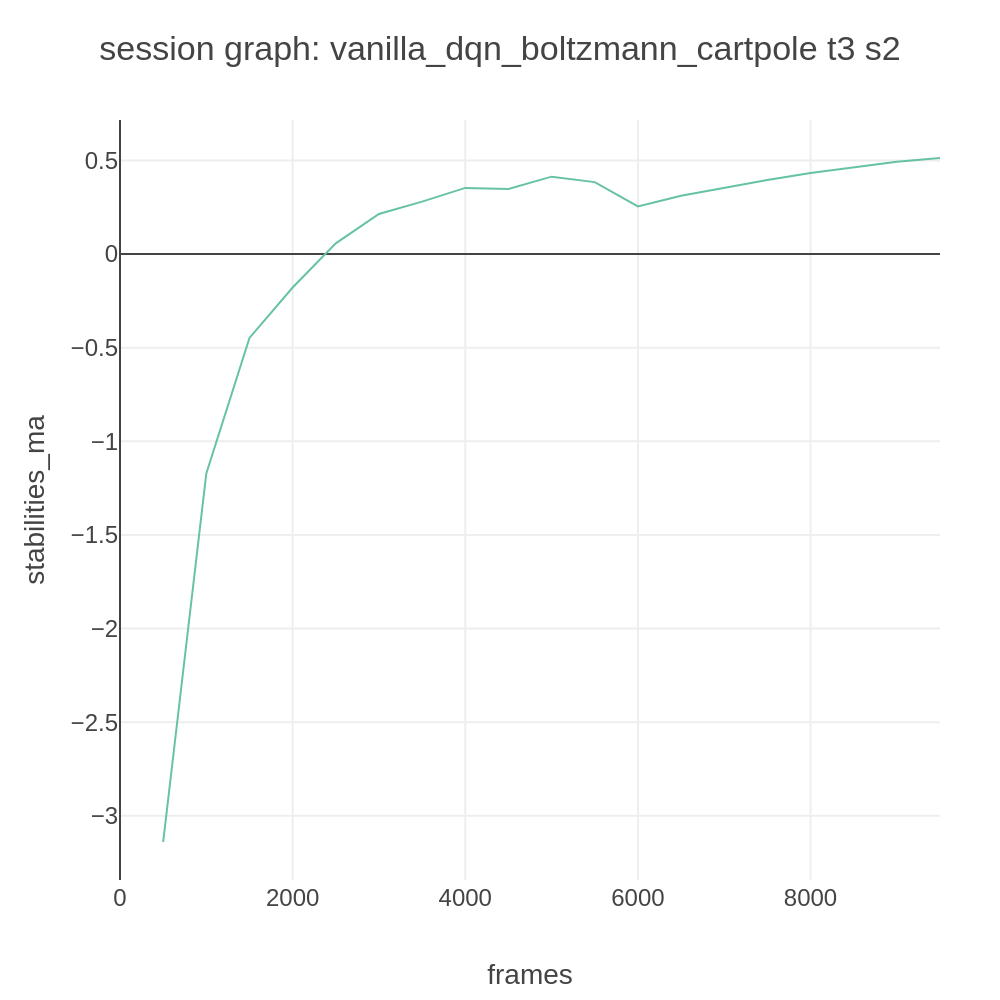 session graph: vanilla_dqn_boltzmann_cartpole t3 s2
0.5
0
−0.5
−1
−1.5
−2
−2.5
−3
stabilities_ma
0 2000 4000 6000 8000
frames